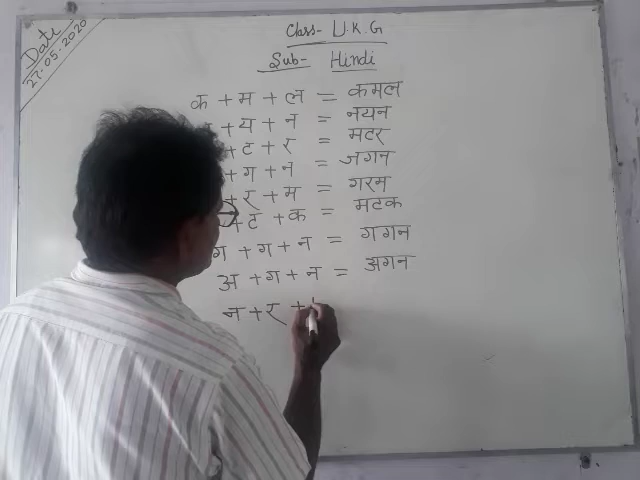 Date
27.05.2020
Class- U.K.G
Sub- Hindi
क + म + ल = कमल
+ य + न = नयन
+ ट + र = मटर
+ ग + न = जगन
+ र + म = गरम
+ ट + क = मटक
ग + ग + न = गगन
अ + ग + न = अगन
न + र +